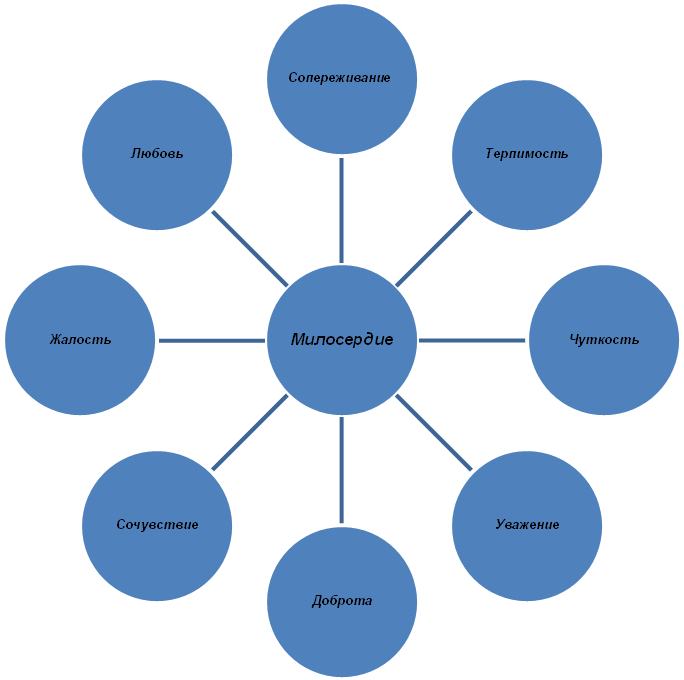 Сопереживание
Любовь
Терпимость
Жалость
Милосердие
Чуткость
Сочувствие
Уважение
Доброта